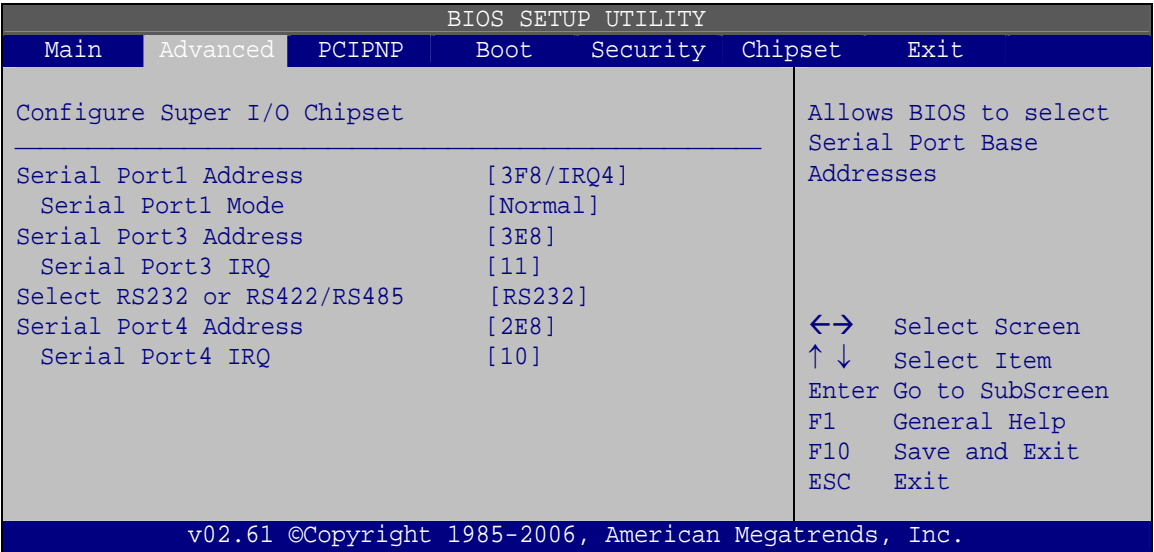 BIOS SETUP UTILITY
Main Advanced PCIPNP Boot Security Chipset Exit
Configure Super I/O Chipset
Serial Port1 Address [3F8/IRQ4]
Serial Port1 Mode [Normal]
Serial Port3 Address [3E8]
Serial Port3 IRQ [11]
Select RS232 or RS422/RS485 [RS232]
Serial Port4 Address [2E8]
Serial Port4 IRQ [10]
Allows BIOS to select
Serial Port Base
Addresses
←→ Select Screen
↑ ↓ Select Item
Enter Go to SubScreen
F1 General Help
F10 Save and Exit
ESC Exit
v02.61 ©Copyright 1985-2006, American Megatrends, Inc.